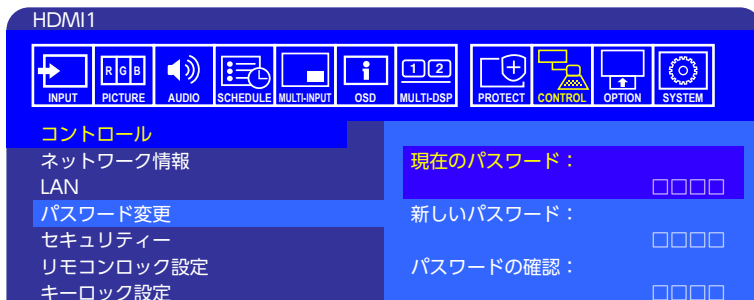 HDMI1
RGB
1 2
INPUT PICTURE AUDIO SCHEDULE MULTI-INPUT OSD MULTI-DSP PROTECT CONTROL OPTION SYSTEM
コントロール
ネットワーク情報
LAN
パスワード変更
セキュリティー
リモコンロック設定
キーロック設定
現在のパスワード：
□□□□
新しいパスワード：
□□□□
パスワードの確認：
□□□□